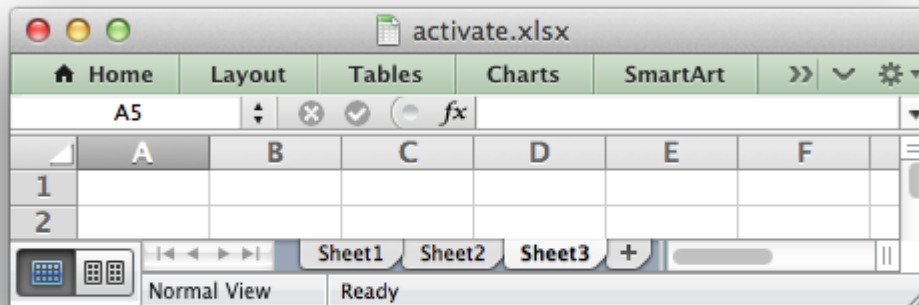 activate.xlsx
Home Layout Tables Charts SmartArt
A5 fx
A B C D E F
1
2
Sheet1 Sheet2 Sheet3 +
Normal View Ready